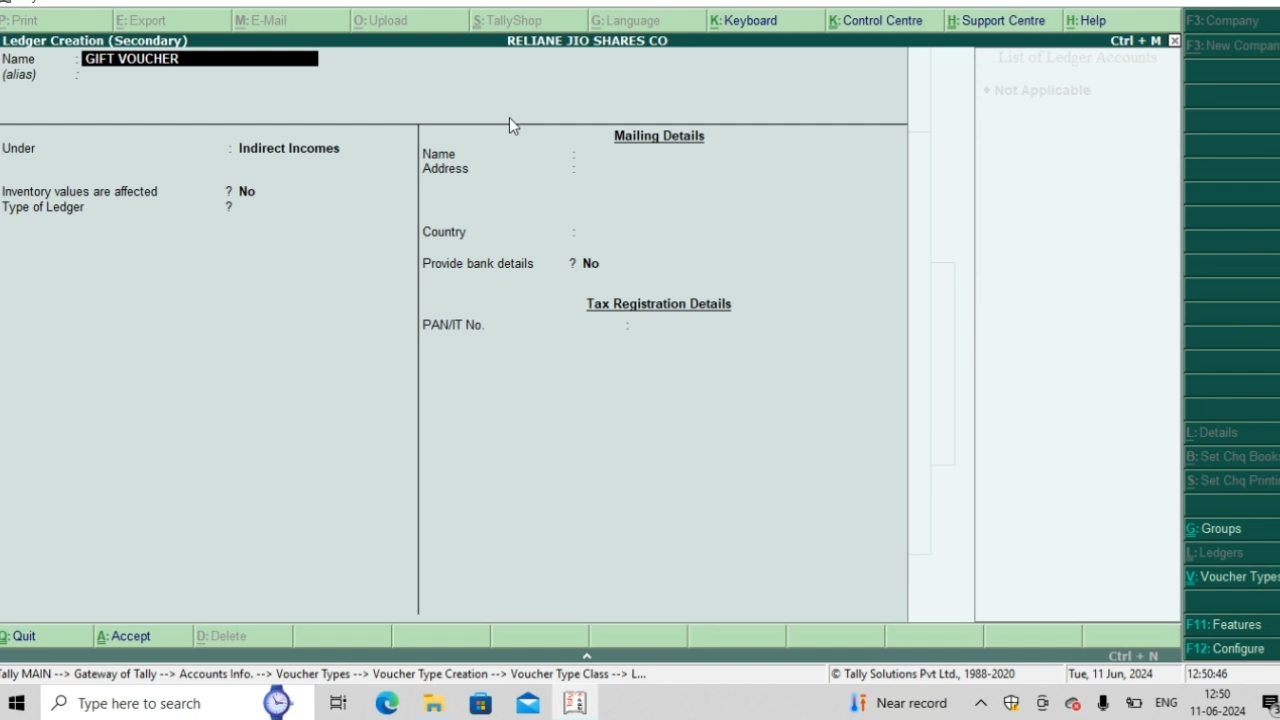 P: Print E: Export M: E-Mail O: Upload S: TallyShop G: Language K: Keyboard K: Control Centre H: Support Centre H: Help F3: Company
Ledger Creation (Secondary) RELIANE JIO SHARES CO Ctrl + M
F3: New Compan
Name : GIFT VOUCHER
(alias) :
List of Ledger Accounts
♦ Not Applicable
Under : Indirect Incomes
Inventory values are affected ? No
Type of Ledger ?
Mailing Details
Name :
Address :
Country :
Provide bank details ? No
Tax Registration Details
PAN/IT No. :
L: Details
B: Set Chq Book
S: Set Chq Printi
G: Groups
L: Ledgers
V: Voucher Types
F11: Features
F12: Configure
Q: Quit A: Accept D: Delete
Ctrl + N
Tally MAIN --> Gateway of Tally --> Accounts Info. --> Voucher Types --> Voucher Type Creation --> Voucher Type Class --> L... © Tally Solutions Pvt Ltd., 1988-2020 Tue, 11 Jun, 2024 12:50:46
Type here to search Near record ENG 12:50
11-06-2024